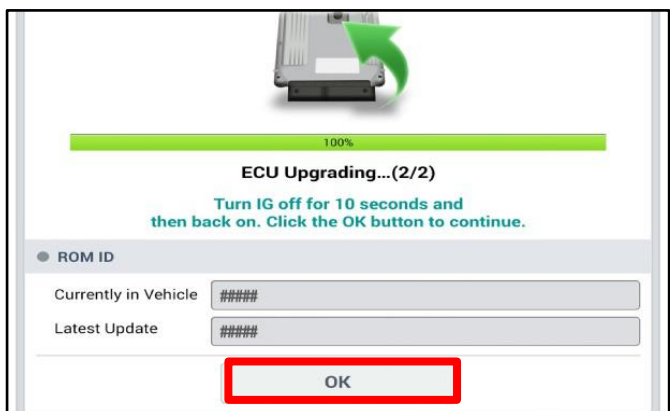 100%
ECU Upgrading...(2/2)
Turn IG off for 10 seconds and
then back on. Click the OK button to continue.
ROM ID
Currently in Vehicle #####
Latest Update #####
OK